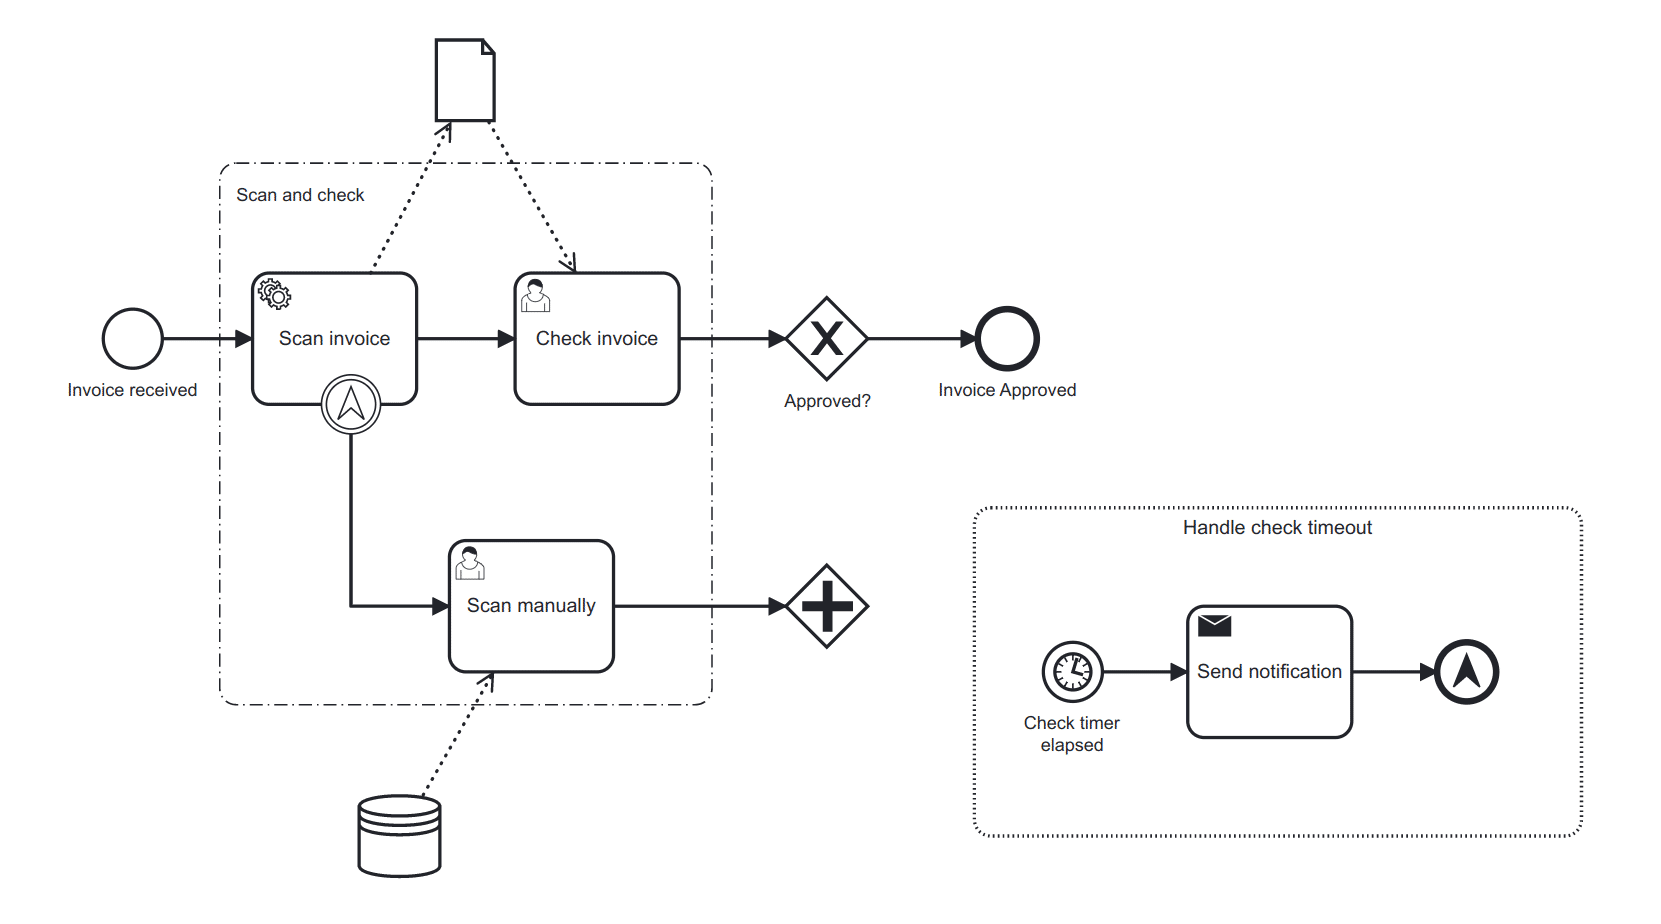 Scan and check
Scan invoice
Check invoice
Invoice received
Approved?
Invoice Approved
Handle check timeout
Scan manually
Send notification
Check timer
elapsed